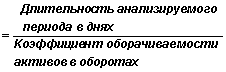 Длительность анализируемого
периода в днях
=
Коэффициент оборачиваемости
активов в оборотах